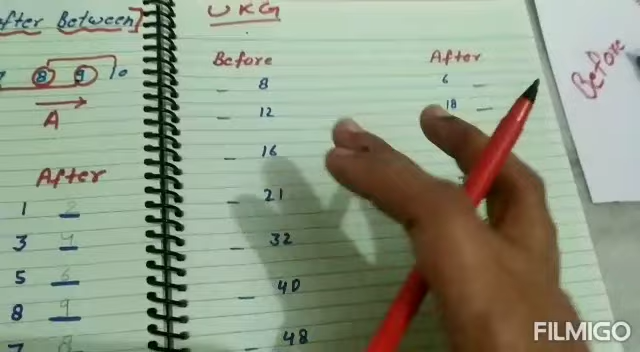 After Between]
8 9 10
A
After
1 2
3 4
5 6
8 9
7 8
UKG
Before After
_ 8 6 _
_ 12 18 _
_ 16
_ 21
_ 32
_ 40
_ 48
Before
FILMIGO